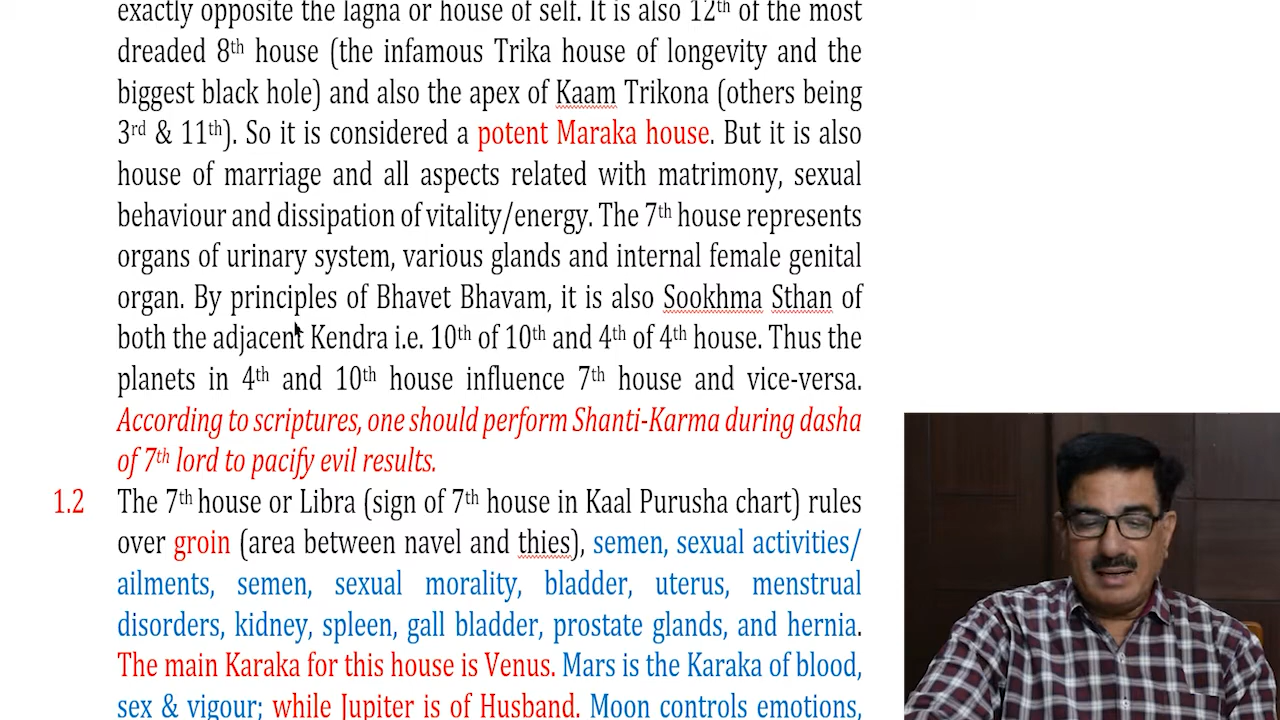 exactly opposite the lagna or house of self. It is also 12th of the most
dreaded 8th house (the infamous Trika house of longevity and the
biggest black hole) and also the apex of Kaam Trikona (others being
3rd & 11th). So it is considered a potent Maraka house. But it is also
house of marriage and all aspects related with matrimony, sexual
behaviour and dissipation of vitality/energy. The 7th house represents
organs of urinary system, various glands and internal female genital
organ. By principles of Bhavet Bhavam, it is also Sookhma Sthan of
both the adjacent Kendra i.e. 10th of 10th and 4th of 4th house. Thus the
planets in 4th and 10th house influence 7th house and vice-versa.
According to scriptures, one should perform Shanti-Karma during dasha
of 7th lord to pacify evil results.
1.2 The 7th house or Libra (sign of 7th house in Kaal Purusha chart) rules
over groin (area between navel and thies), semen, sexual activities/
ailments, semen, sexual morality, bladder, uterus, menstrual
disorders, kidney, spleen, gall bladder, prostate glands, and hernia.
The main Karaka for this house is Venus. Mars is the Karaka of blood,
sex & vigour; while Jupiter is of Husband. Moon controls emotions,